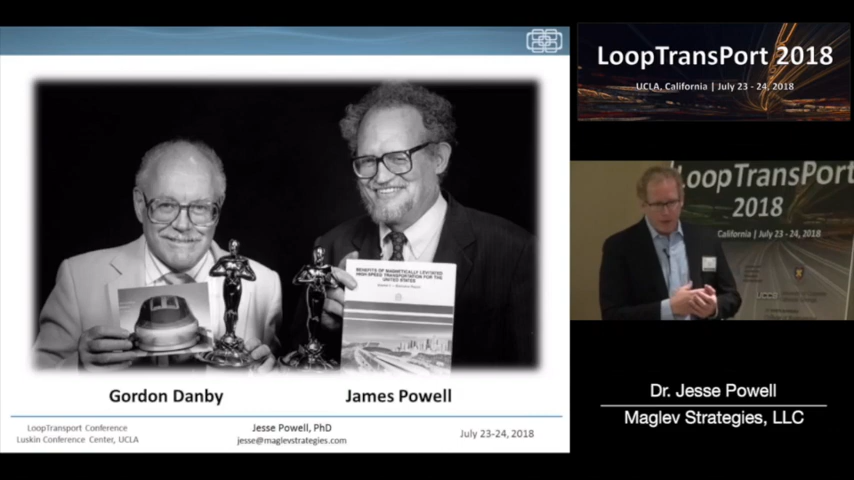 BENEFITS OF MAGNETICALLY LEVITATED
HIGH-SPEED TRANSPORTATION FOR THE
UNITED STATES
Gordon Danby
James Powell
LoopTransport Conference
Luskin Conference Center, UCLA
Jesse Powell, PhD
jesse@maglevstrategies.com
July 23-24, 2018
LoopTransPort 2018
UCLA, California | July 23 - 24, 2018
LoopTransPort
2018
California | July 23 - 24, 2018
Dr. Jesse Powell
Maglev Strategies, LLC